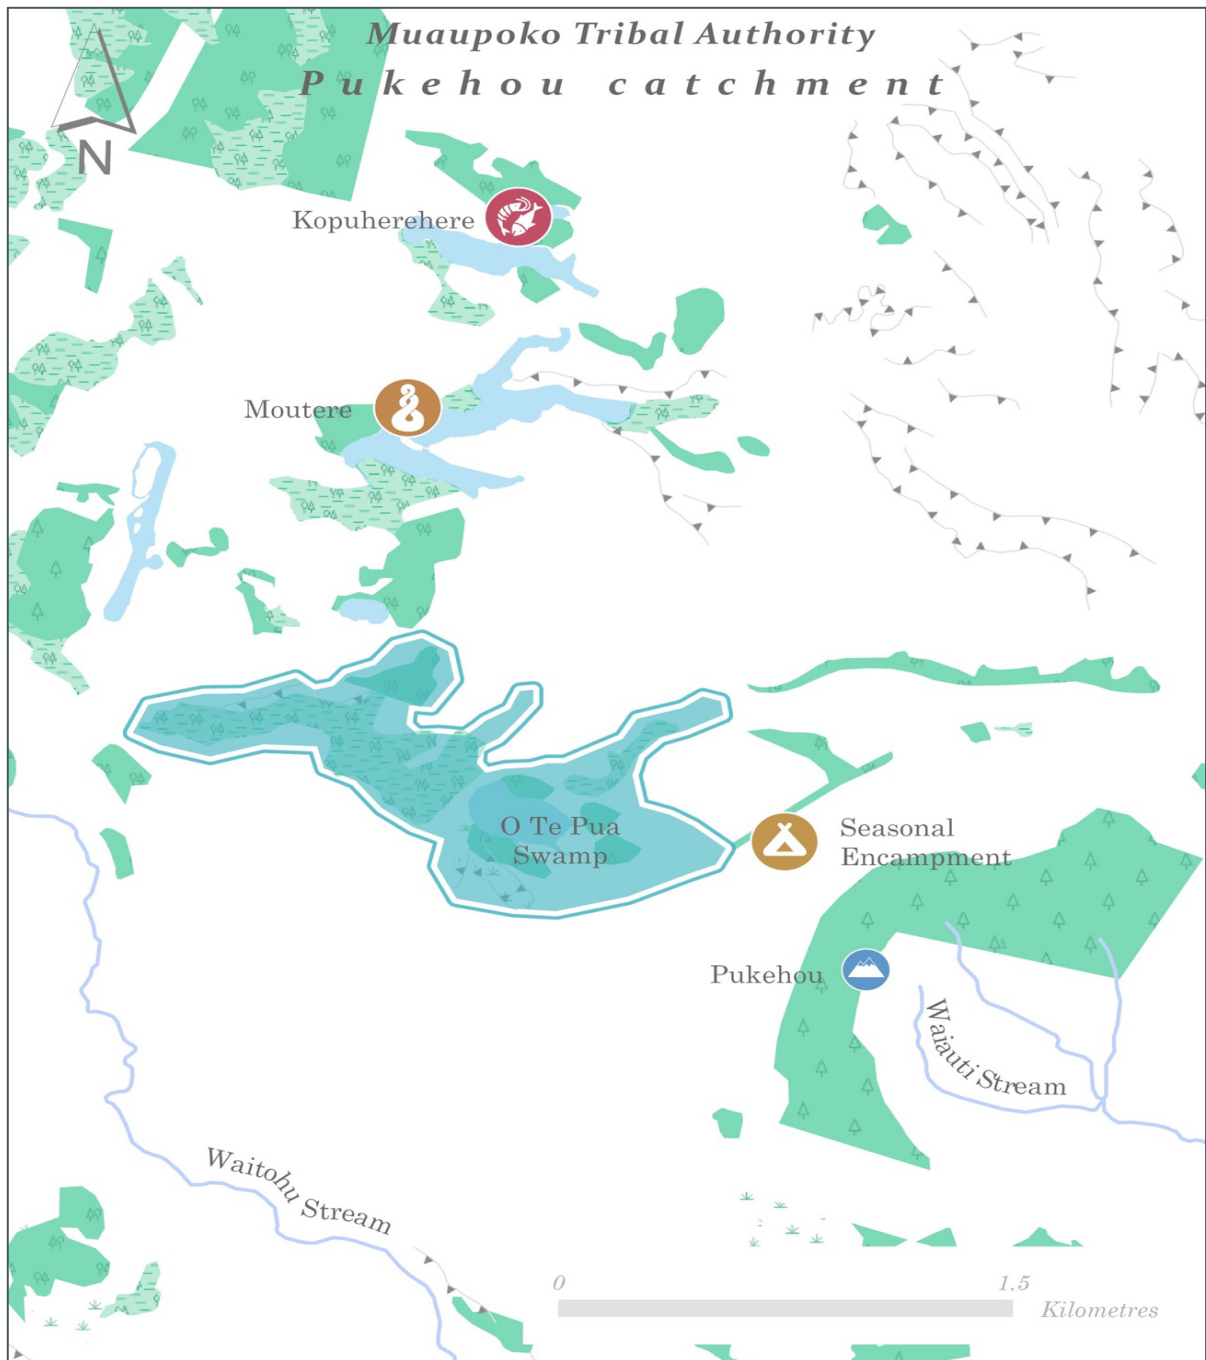 Muaupoko Tribal Authority
Pukehou catchment
N
Kopuherehere
Moutere
O Te Pua
Swamp
Seasonal
Encampment
Pukehou
Waiauti Stream
Waitohu Stream
0
1.5
Kilometres